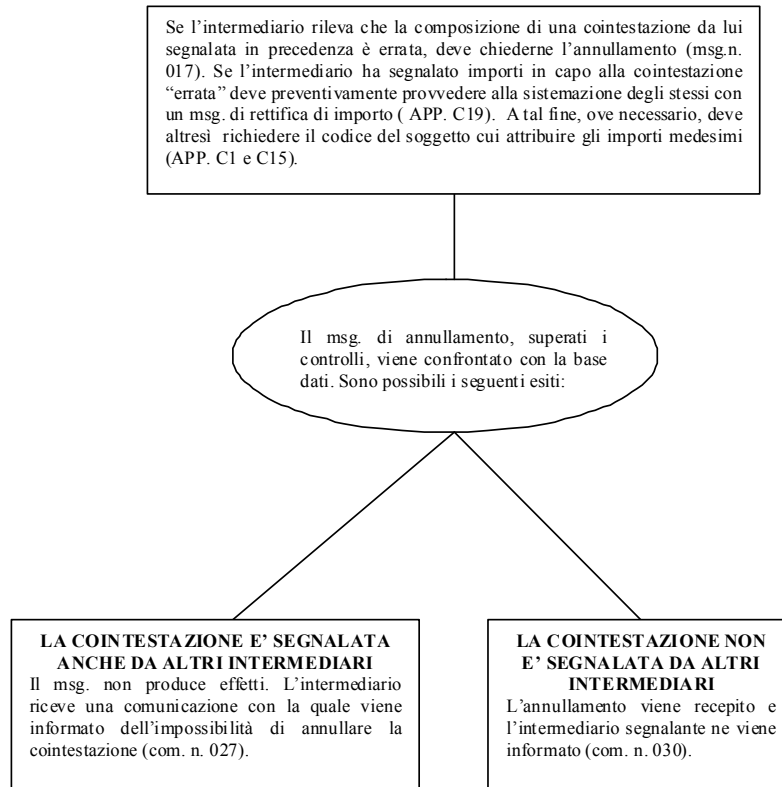 Se l'intermediario rileva che la composizione di una cointestazione da lui
segnalata in precedenza è errata, deve chiederne l'annullamento (msg.n.
017). Se l'intermediario ha segnalato importi in capo alla cointestazione
“errata” deve preventivamente provvedere alla sistemazione degli stessi con
un msg. di rettifica di importo ( APP. C19). A tal fine, ove necessario, deve
altresì richiedere il codice del soggetto cui attribuire gli importi medesimi
(APP. C1 e C15).
Il msg. di annullamento, superati i
controlli, viene confrontato con la base
dati. Sono possibili i seguenti esiti:
LA COINTESTAZIONE E' SEGNALATA
ANCHE DA ALTRI INTERMEDIARI
Il msg. non produce effetti. L'intermediario
riceve una comunicazione con la quale viene
informato dell'impossibilità di annullare la
cointestazione (com. n. 027).
LA COINTESTAZIONE NON
E' SEGNALATA DA ALTRI
INTERMEDIARI
L'annullamento viene recepito e
l'intermediario segnalante ne viene
informato (com. n. 030).